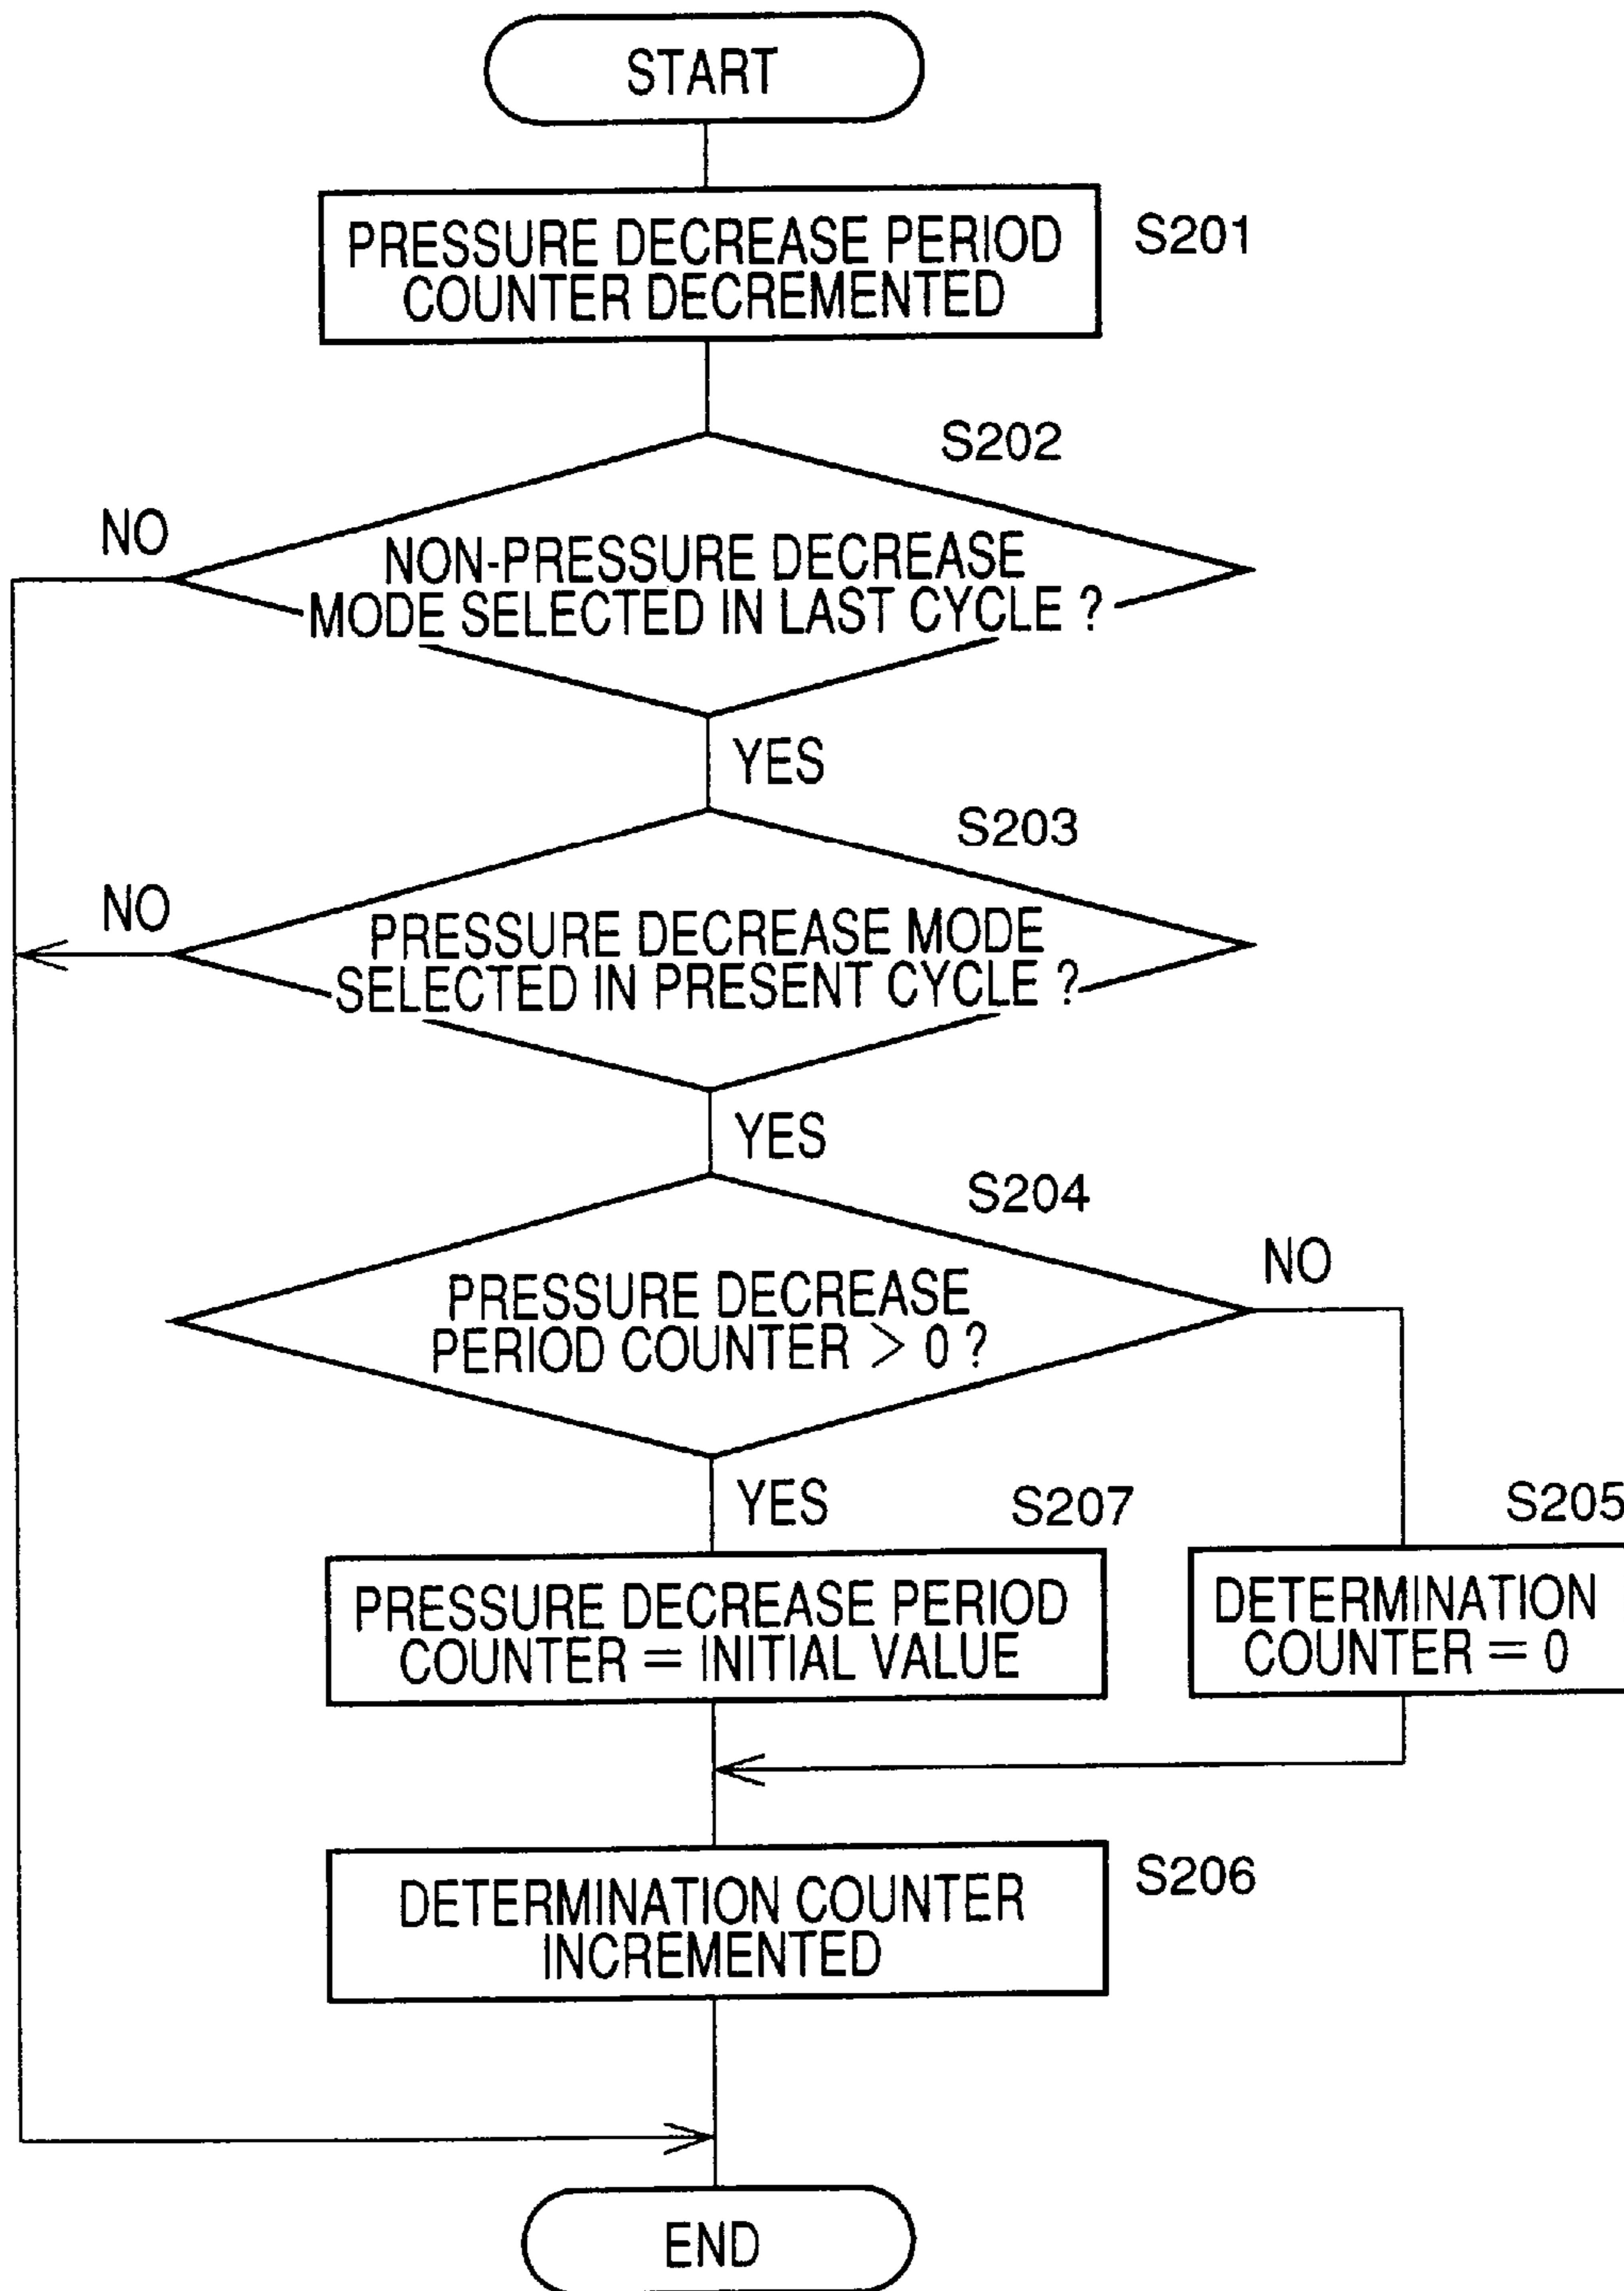 START
PRESSURE DECREASE PERIOD
COUNTER DECREMENTED
S201
S202
NO
NON-PRESSURE DECREASE
MODE SELECTED IN LAST CYCLE ?
YES
S203
NO
PRESSURE DECREASE MODE
SELECTED IN PRESENT CYCLE ?
YES
S204
NO
PRESSURE DECREASE
PERIOD COUNTER > 0 ?
YES
S207
S205
PRESSURE DECREASE PERIOD
COUNTER = INITIAL VALUE
DETERMINATION
COUNTER = 0
DETERMINATION COUNTER
INCREMENTED
S206
END